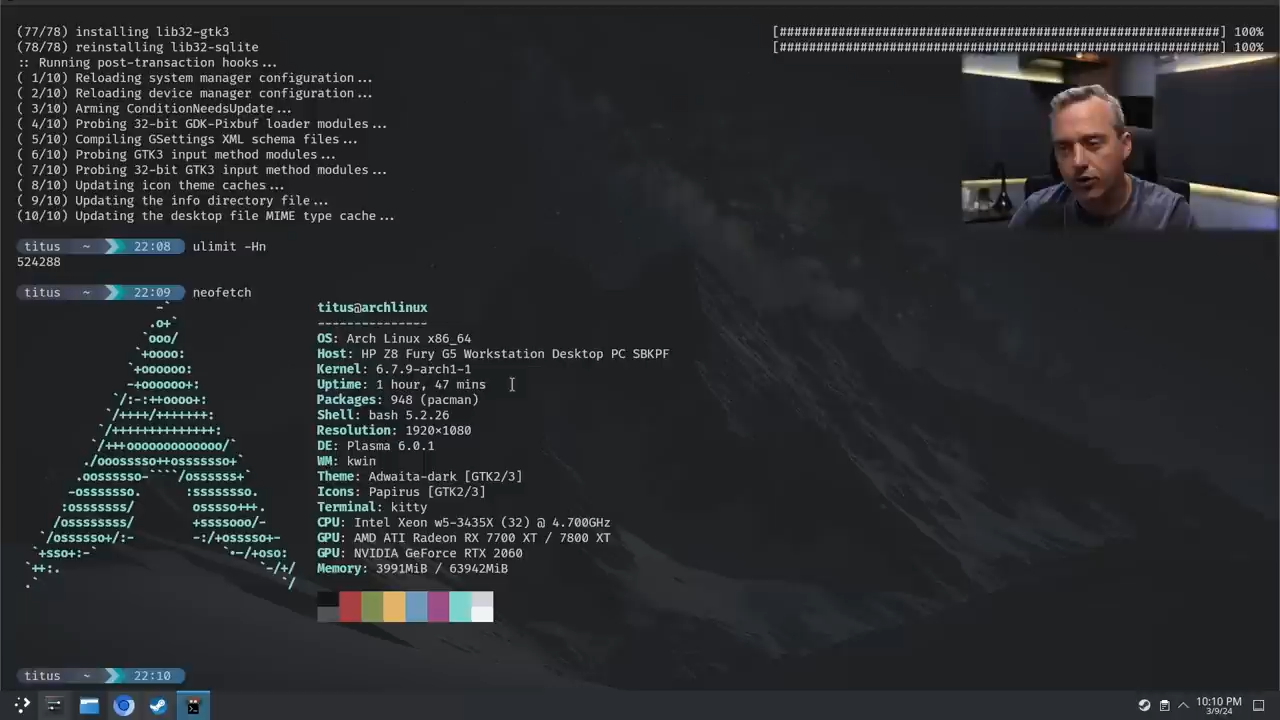 (77/78) installing lib32-gtk3 [################################################] 100%
(78/78) reinstalling lib32-sqlite [################################################] 100%
:: Running post-transaction hooks...
( 1/10) Reloading system manager configuration...
( 2/10) Reloading device manager configuration...
( 3/10) Arming ConditionNeedsUpdate...
( 4/10) Probing 32-bit GDK-Pixbuf loader modules...
( 5/10) Compiling GSettings XML schema files...
( 6/10) Probing GTK3 input method modules...
( 7/10) Probing 32-bit GTK3 input method modules...
( 8/10) Updating icon theme caches...
( 9/10) Updating the info directory file...
(10/10) Updating the desktop file MIME type cache...
titus ~ 22:08 ulimit -Hn
524288
titus ~ 22:09 neofetch
titus@archlinux
---------------
OS: Arch Linux x86_64
Host: HP Z8 Fury G5 Workstation Desktop PC SBKPF
Kernel: 6.7.9-arch1-1
Uptime: 1 hour, 47 mins
Packages: 948 (pacman)
Shell: bash 5.2.26
Resolution: 1920×1080
DE: Plasma 6.0.1
WM: kwin
Theme: Adwaita-dark [GTK2/3]
Icons: Papirus [GTK2/3]
Terminal: kitty
CPU: Intel Xeon w5-3435X (32) @ 4.700GHz
GPU: AMD ATI Radeon RX 7700 XT / 7800 XT
GPU: NVIDIA GeForce RTX 2060
Memory: 3991MiB / 63942MiB
titus ~ 22:10
10:10 PM
3/9/24